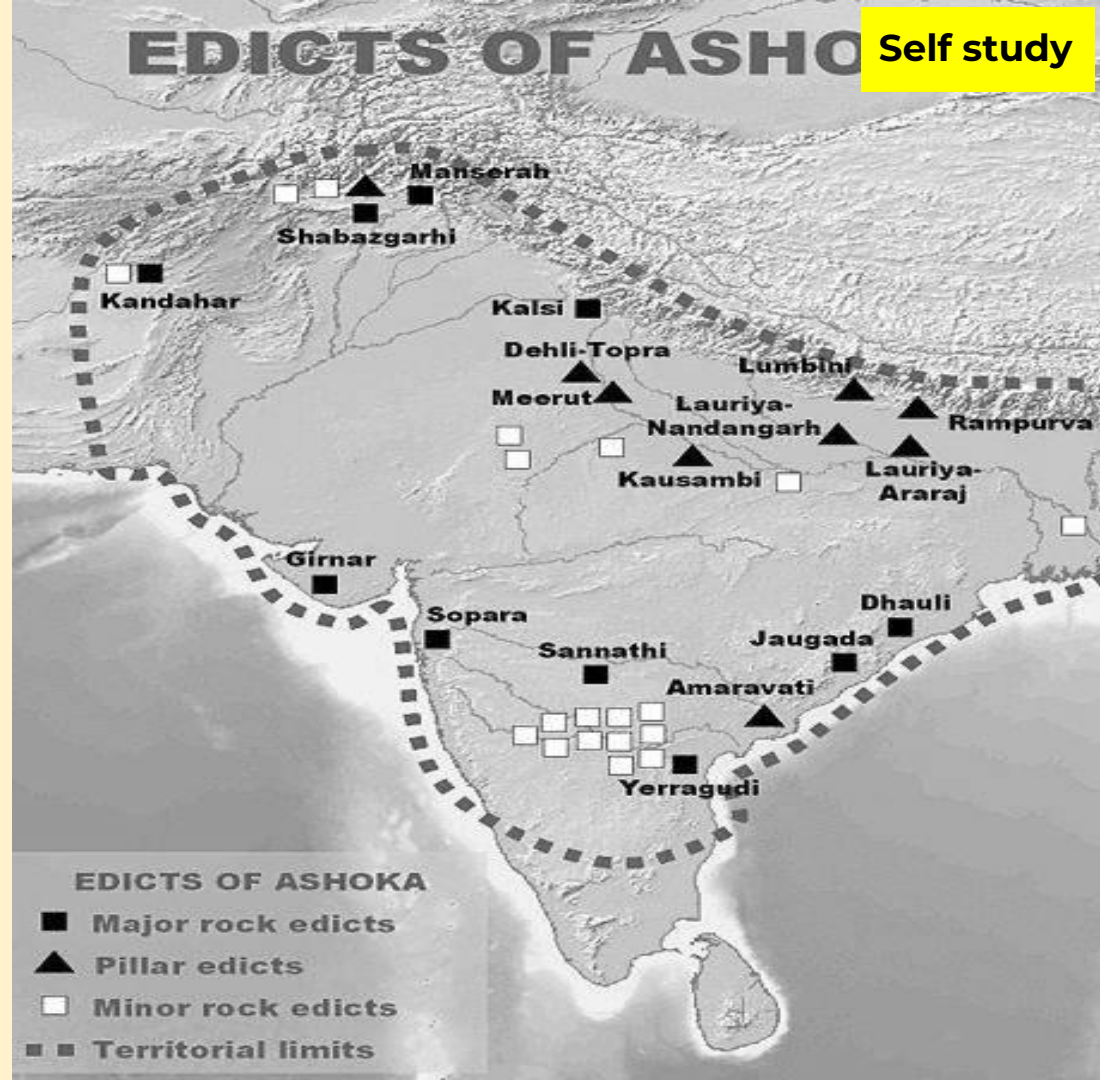 EDICTS OF ASHO
Self study
Manserah
Shabazgarhi
Kandahar
Kalsi
Dehli-Topra
Lumbini
Meerut
Lauriya-
Nandangarh
Rampurva
Kausambi
Lauriya-
Araraj
Girnar
Dhauli
Sopara
Jaugada
Sannathi
Amaravati
Yerragudi
EDICTS OF ASHOKA
Major rock edicts
Pillar edicts
Minor rock edicts
Territorial limits